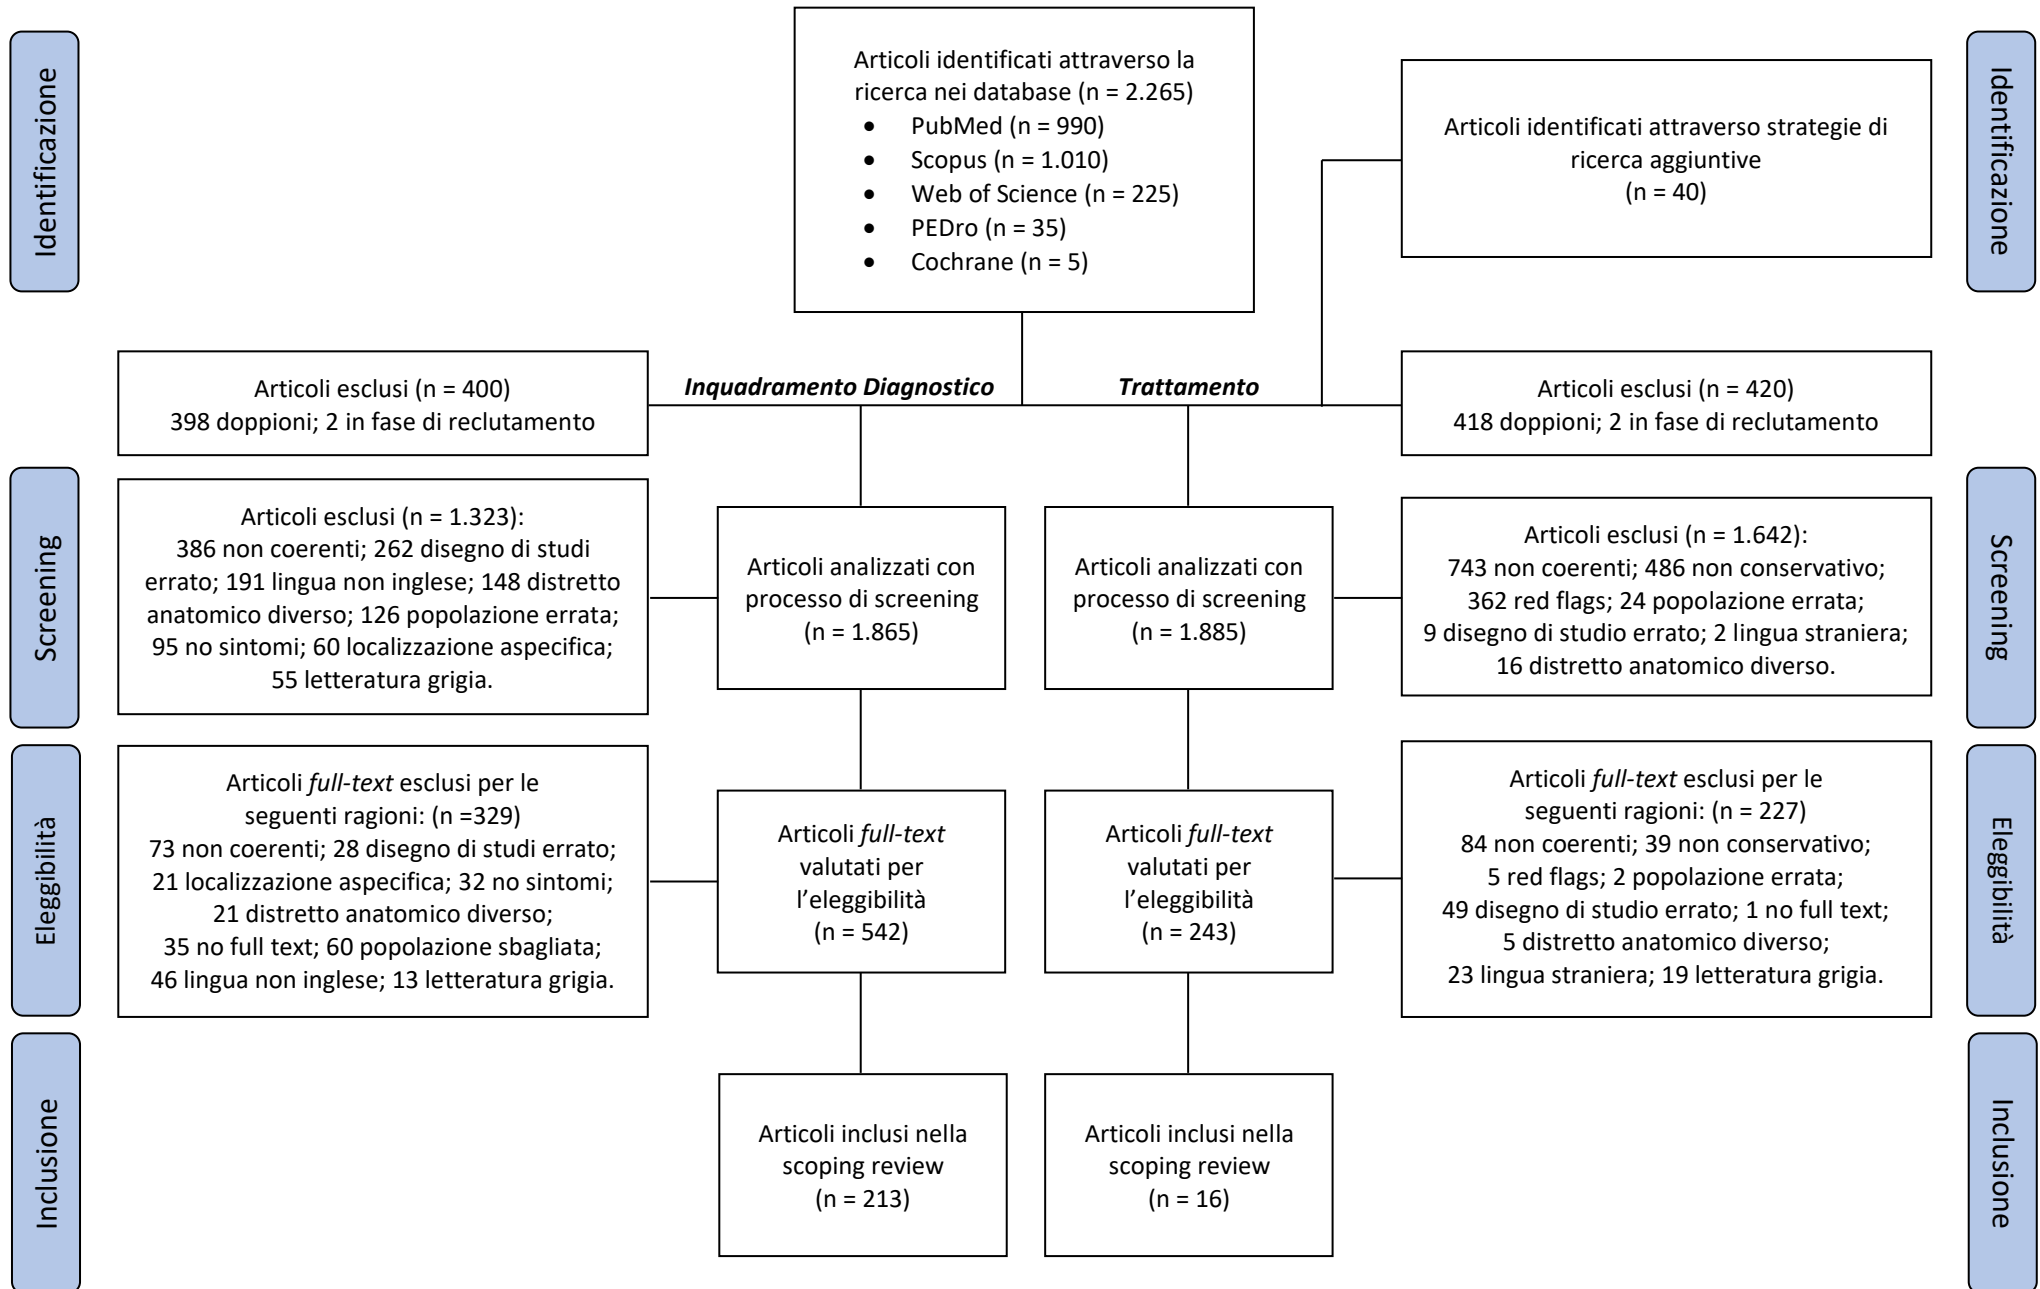 Identificazione
Articoli identificati attraverso la
ricerca nei database (n = 2.265)
• PubMed (n = 990)
• Scopus (n = 1.010)
• Web of Science (n = 225)
• PEDro (n = 35)
• Cochrane (n = 5)
Articoli identificati attraverso strategie di
ricerca aggiuntive
(n = 40)
Identificazione
Articoli esclusi (n = 400)
398 doppioni; 2 in fase di reclutamento
Inquadramento Diagnostico
Trattamento
Articoli esclusi (n = 420)
418 doppioni; 2 in fase di reclutamento
Screening
Articoli esclusi (n = 1.323):
386 non coerenti; 262 disegno di studi
errato; 191 lingua non inglese; 148 distretto
anatomico diverso; 126 popolazione errata;
95 no sintomi; 60 localizzazione aspecifica;
55 letteratura grigia.
Articoli analizzati con
processo di screening
(n = 1.865)
Articoli analizzati con
processo di screening
(n = 1.885)
Articoli esclusi (n = 1.642):
743 non coerenti; 486 non conservativo;
362 red flags; 24 popolazione errata;
9 disegno di studio errato; 2 lingua straniera;
16 distretto anatomico diverso.
Screening
Eleggibilità
Articoli full-text esclusi per le
seguenti ragioni: (n =329)
73 non coerenti; 28 disegno di studi errato;
21 localizzazione aspecifica; 32 no sintomi;
21 distretto anatomico diverso;
35 no full text; 60 popolazione sbagliata;
46 lingua non inglese; 13 letteratura grigia.
Articoli full-text
valutati per
l’eleggibilità
(n = 542)
Articoli full-text
valutati per
l’eleggibilità
(n = 243)
Articoli full-text esclusi per le
seguenti ragioni: (n = 227)
84 non coerenti; 39 non conservativo;
5 red flags; 2 popolazione errata;
49 disegno di studio errato; 1 no full text;
5 distretto anatomico diverso;
23 lingua straniera; 19 letteratura grigia.
Eleggibilità
Inclusione
Articoli inclusi nella
scoping review
(n = 213)
Articoli inclusi nella
scoping review
(n = 16)
Inclusione